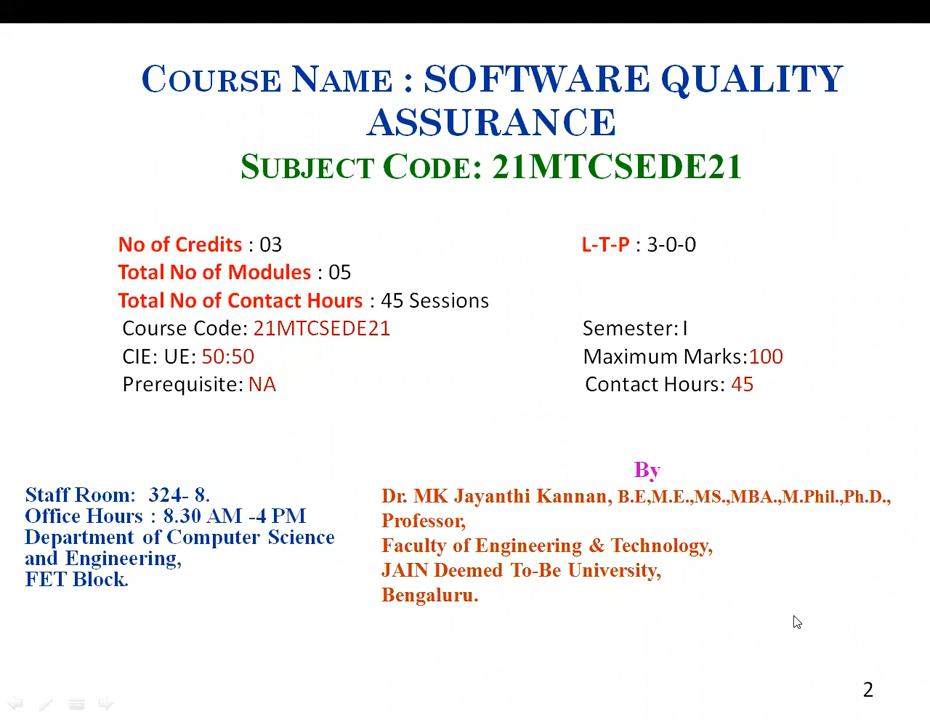 COURSE NAME : SOFTWARE QUALITY
ASSURANCE
SUBJECT CODE: 21MTCSEDE21
No of Credits : 03
L-T-P : 3-0-0
Total No of Modules : 05
Total No of Contact Hours : 45 Sessions
Course Code: 21MTCSEDE21
Semester: I
CIE: UE: 50:50
Maximum Marks:100
Prerequisite: NA
Contact Hours: 45
Staff Room: 324- 8.
Office Hours : 8.30 AM -4 PM
Department of Computer Science
and Engineering,
FET Block.
By
Dr. MK Jayanthi Kannan, B.E,M.E.,MS.,MBA.,M.Phil.,Ph.D.,
Professor,
Faculty of Engineering & Technology,
JAIN Deemed To-Be University,
Bengaluru.
2